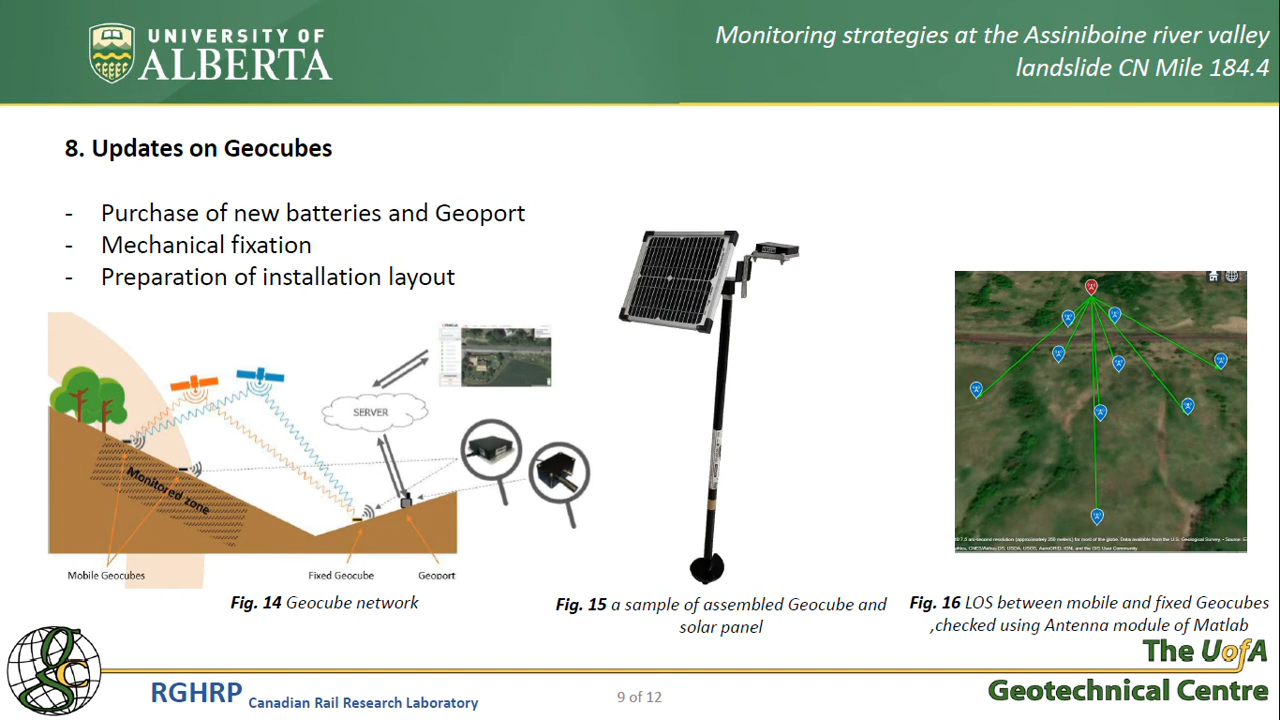 UNIVERSITY OF
ALBERTA
Monitoring strategies at the Assiniboine river valley
landslide CN Mile 184.4
8. Updates on Geocubes
- Purchase of new batteries and Geoport
- Mechanical fixation
- Preparation of installation layout
SERVER
Monitored zone
Mobile Geocubes
Fixed Geocube
Geoport
Fig. 14 Geocube network
Fig. 15 a sample of assembled Geocube and
solar panel
Fig. 16 LOS between mobile and fixed Geocubes
,checked using Antenna module of Matlab
gc
RGHRP Canadian Rail Research Laboratory
9 of 12
The UofA
Geotechnical Centre